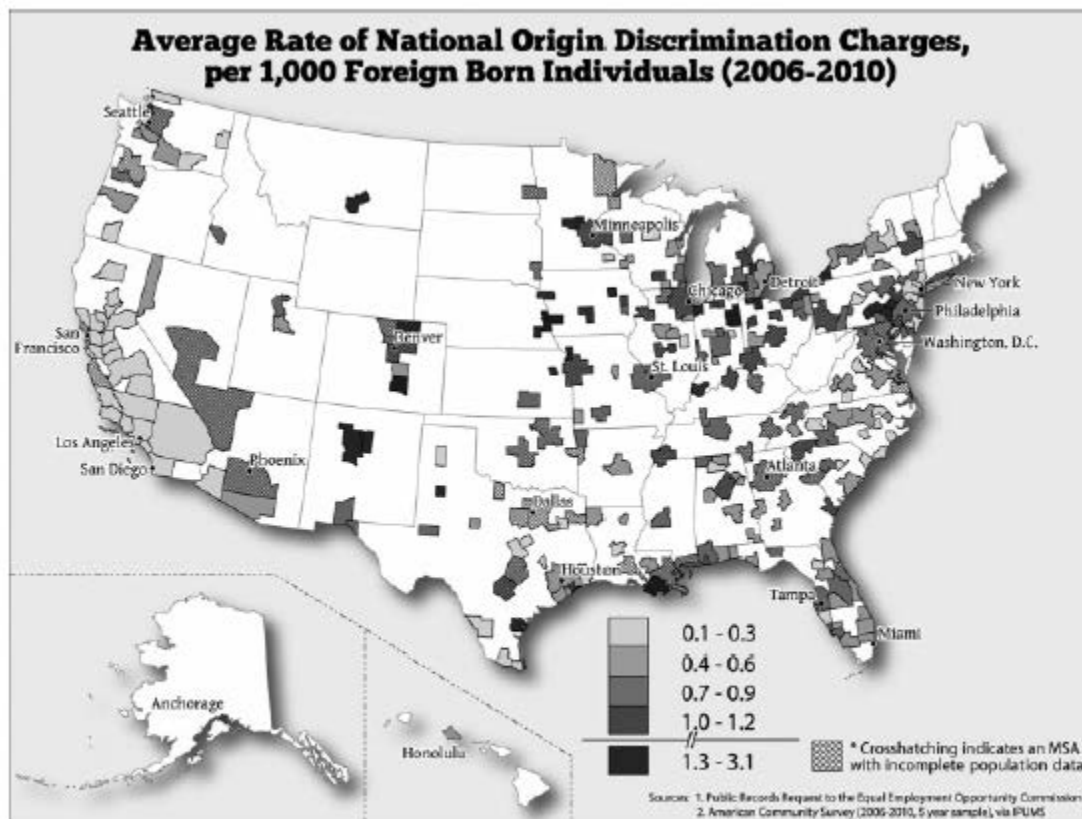 Average Rate of National Origin Discrimination Charges,
per 1,000 Foreign Born Individuals (2006-2010)
Seattle
Minneapolis
Detroit
New York
Chicago
Philadelphia
San
Francisco
Denver
Washington, D.C.
St. Louis
Los Angeles
San Diego
Phoenix
Atlanta
Dallas
Houston
Tampa
Miami
Anchorage
Honolulu
0.1 - 0.3
0.4 - 0.6
0.7 - 0.9
1.0 - 1.2
1.3 - 3.1
* Crosshatching indicates an MSA
with incomplete population data
Sources: 1. Public Records Request to the Equal Employment Opportunity Commission
2. American Community Survey (2006-2010, 5 year sample), via IPUMS